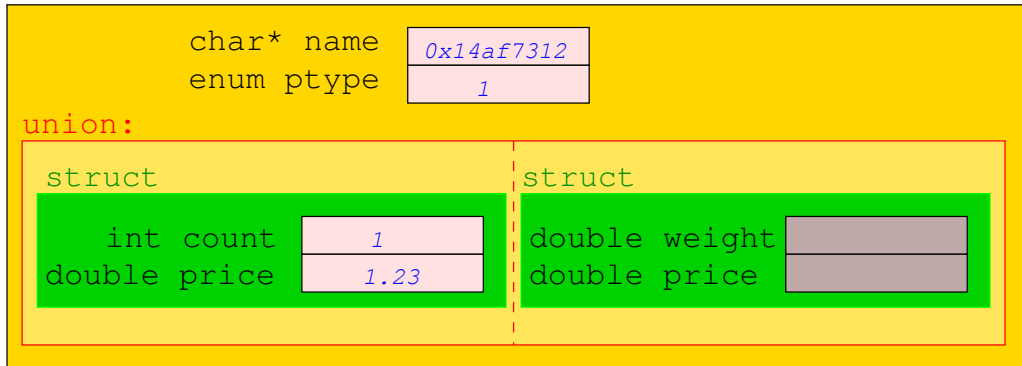 char* name 0x14af7312
enum ptype 1
union:
struct
int count 1
double price 1.23
struct
double weight
double price